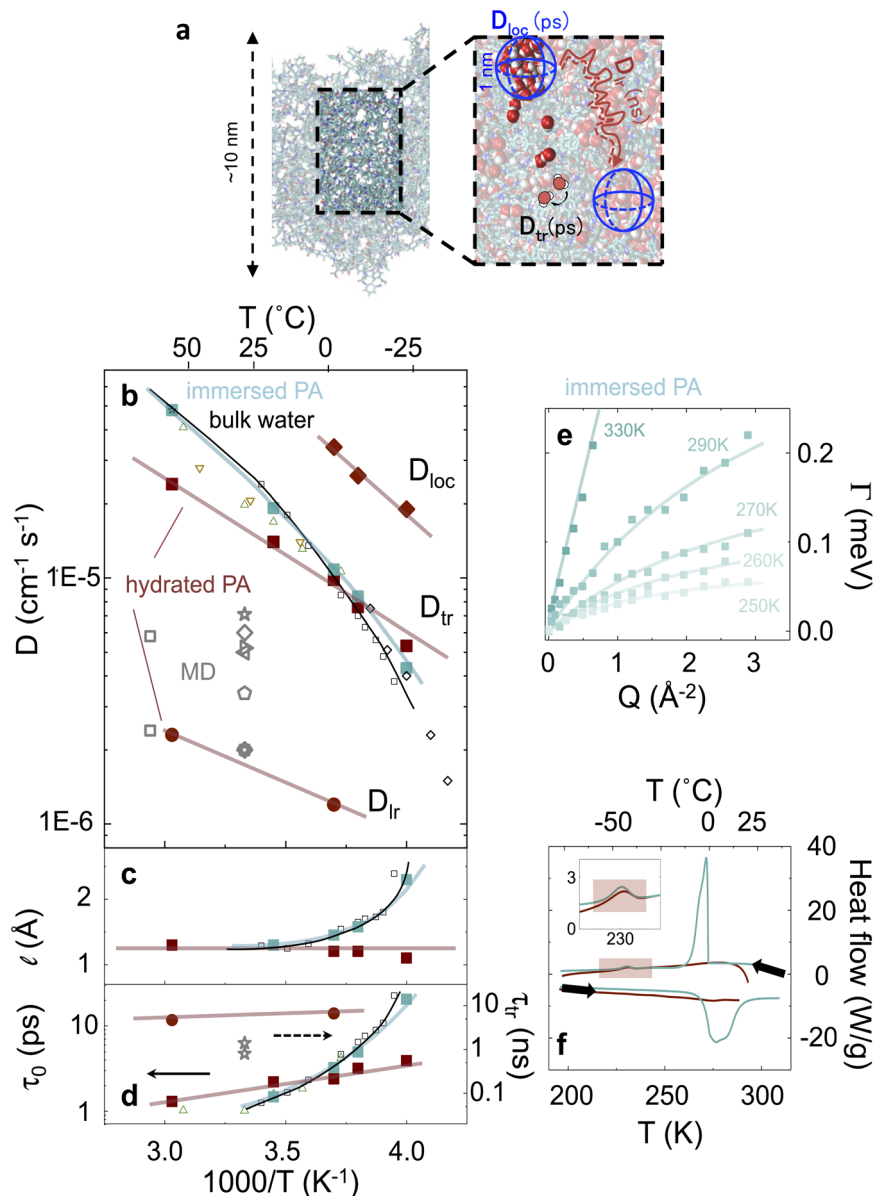 a
~10 nm
D_loc(ps)
1 nm
D_lr(ns)
D_tr(ps)
T (˚C)
50 25 0 -25
b
immersed PA
bulk water
D_loc
D (cm⁻¹ s⁻¹)
1E-5
hydrated PA
D_tr
MD
D_lr
1E-6
c
ℓ (Å)
2
1
d
τ₀ (ps)
10
1
τ_tr (ns)
10
1
0.1
3.0 3.5 4.0
1000/T (K⁻¹)
immersed PA
e
330K
290K
270K
260K
250K
Γ (meV)
0.2
0.1
0.0
0 1 2 3
Q (Å⁻²)
T (°C)
-50 0 25
3
0
230
Heat flow (W/g)
40
20
0
-20
f
200 250 300
T (K)